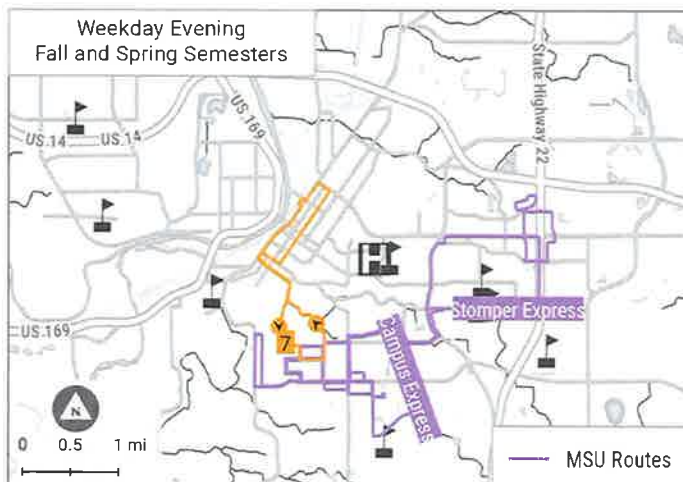 Weekday Evening
Fall and Spring Semesters
US 14
US 14
US 169
State Highway 22
US 169
7
Stomper Express
Campus Express
N
0 0.5 1 mi
MSU Routes